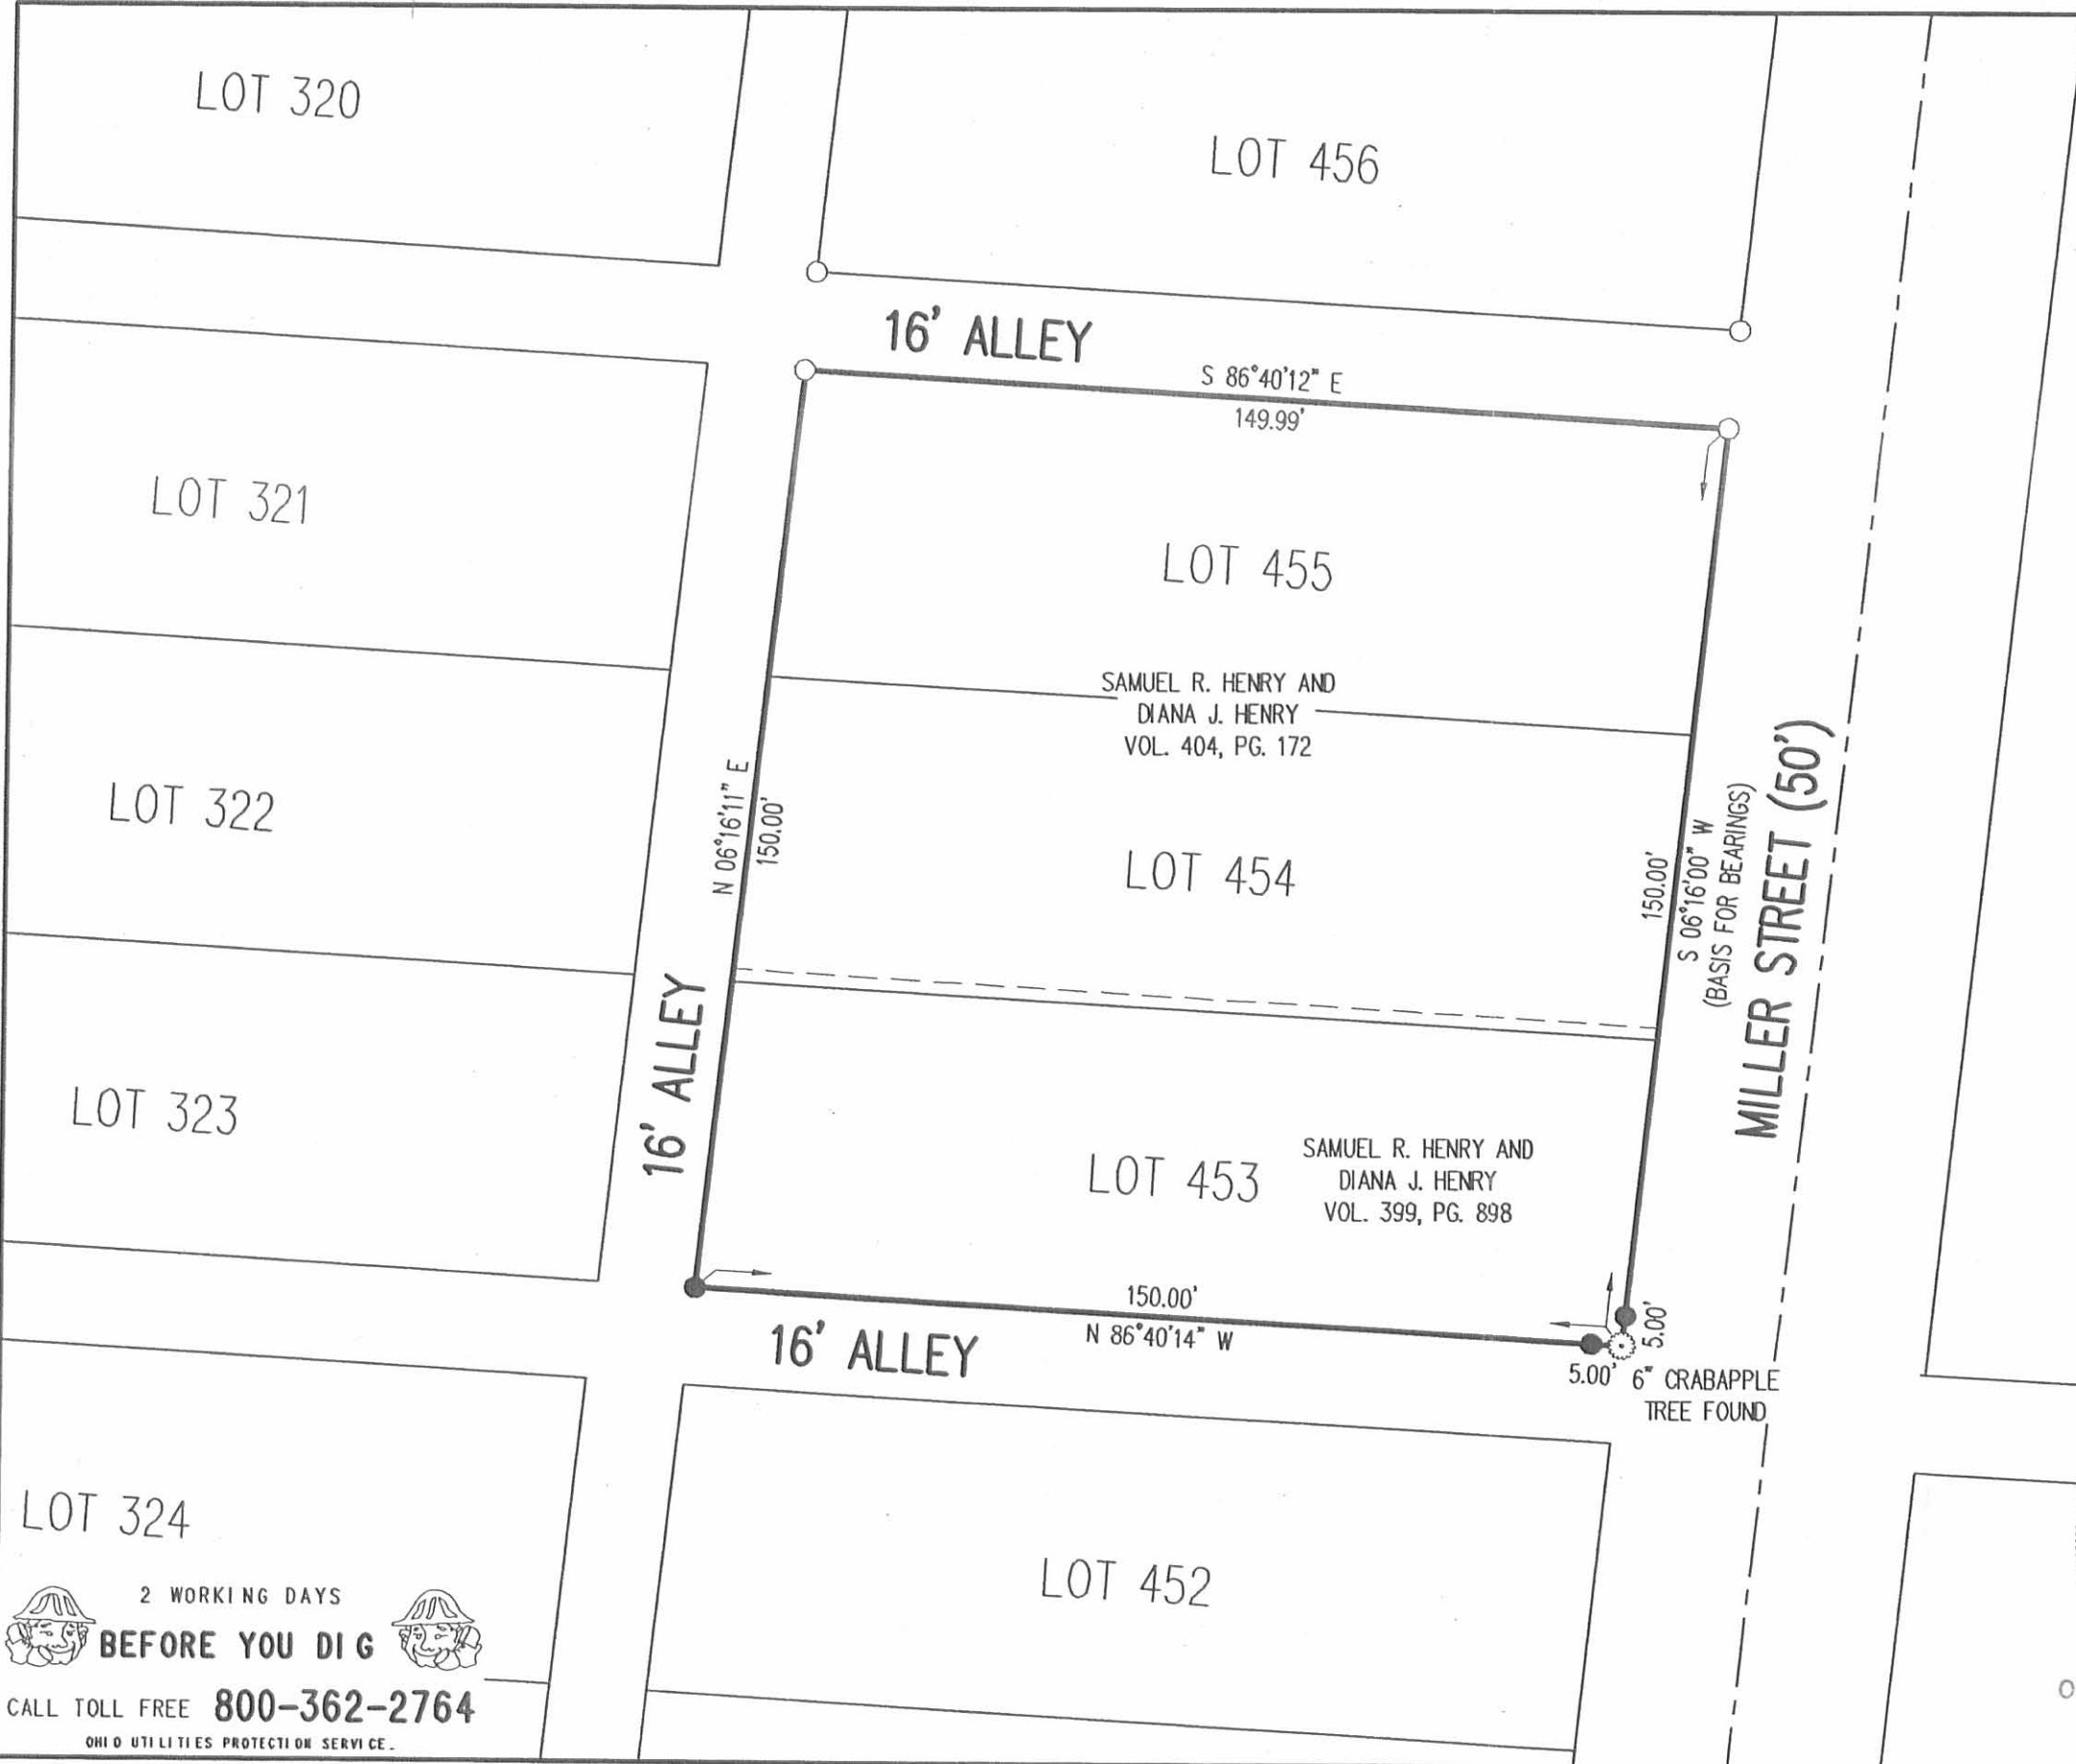 LOT 320
LOT 456
16' ALLEY
S 86°40'12" E
149.99'
LOT 321
LOT 455
SAMUEL R. HENRY AND
DIANA J. HENRY
VOL. 404, PG. 172
N 06°16'11" E
150.00'
LOT 322
LOT 454
150.00'
S 06°16'00" W
(BASIS FOR BEARINGS)
MILLER STREET (50')
16' ALLEY
LOT 323
LOT 453
SAMUEL R. HENRY AND
DIANA J. HENRY
VOL. 399, PG. 898
150.00'
N 86°40'14" W
16' ALLEY
5.00'
5.00'
6" CRABAPPLE
TREE FOUND
LOT 324
LOT 452
2 WORKING DAYS
BEFORE YOU DIG
CALL TOLL FREE 800-362-2764
OHIO UTILITIES PROTECTION SERVICE.